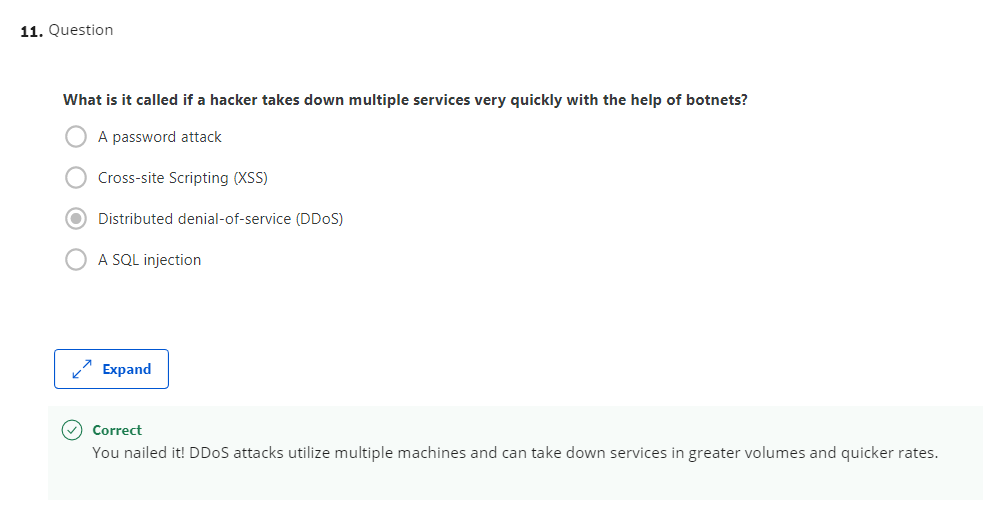 11. Question
What is it called if a hacker takes down multiple services very quickly with the help of botnets?
A password attack
Cross-site Scripting (XSS)
Distributed denial-of-service (DDoS)
A SQL injection
Expand
Correct
You nailed it! DDoS attacks utilize multiple machines and can take down services in greater volumes and quicker rates.